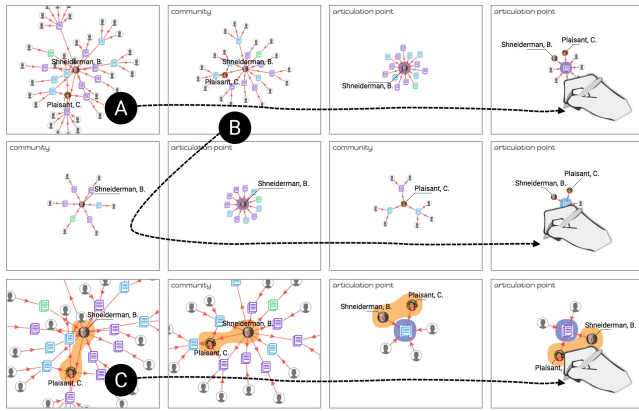 community
articulation point
articulation point
Shneiderman, B.
Plaisant, C.
Shneiderman, B.
Plaisant, C.
Shneiderman, B.
Shneiderman, B.
Plaisant, C.
A
B
community
articulation point
community
articulation point
Shneiderman, B.
Shneiderman, B.
Plaisant, C.
Shneiderman, B.
Plaisant, C.
community
articulation point
articulation point
Shneiderman, B.
Plaisant, C.
Shneiderman, B.
Plaisant, C.
Shneiderman, B.
Plaisant, C.
Shneiderman, B.
Plaisant,
C